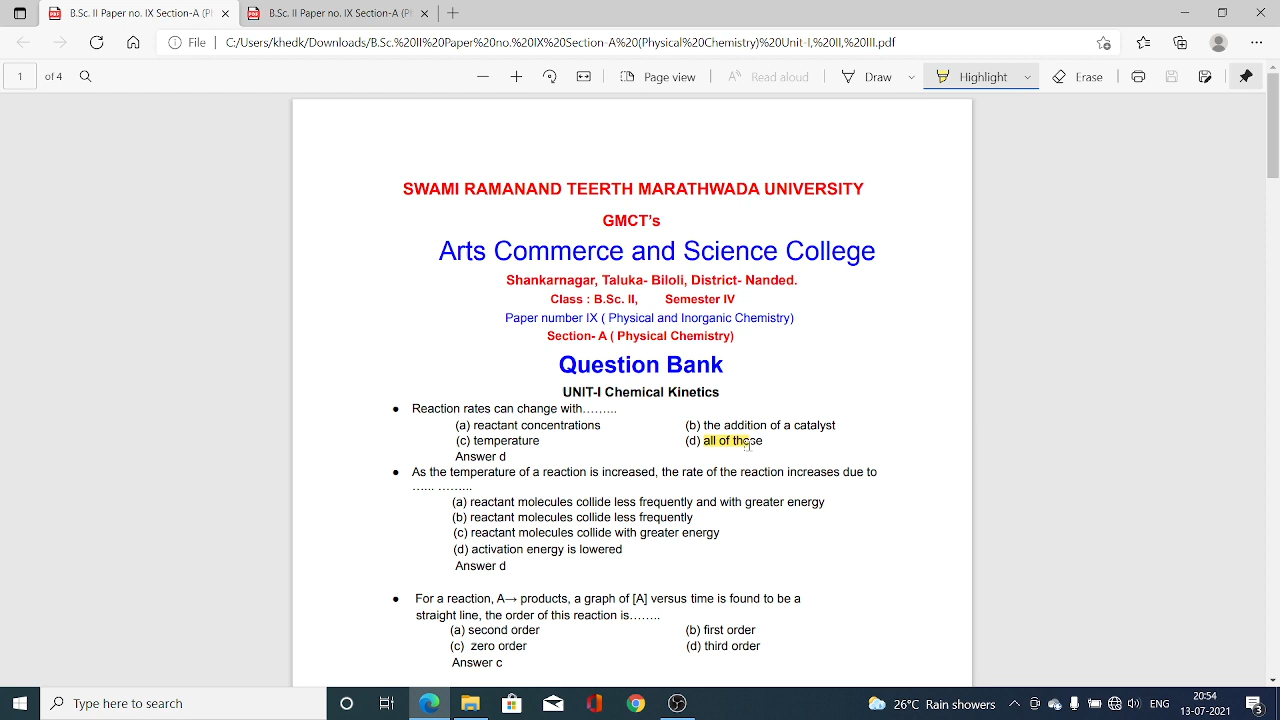 B.Sc. II Paper no. IX Section-A (P
B.Sc. II Paper no. IX Section-A (P
File C:/Users/khedk/Downloads/B.Sc.%20II%20Paper%20no.%20IX%20Section-A%20(Physical%20Chemistry)%20Unit-I,%20II,%20III.pdf
1 of 4 Page view Read aloud Draw Highlight Erase
SWAMI RAMANAND TEERTH MARATHWADA UNIVERSITY
GMCT's
Arts Commerce and Science College
Shankarnagar, Taluka- Biloli, District- Nanded.
Class : B.Sc. II, Semester IV
Paper number IX ( Physical and Inorganic Chemistry)
Section- A ( Physical Chemistry)
Question Bank
UNIT-I Chemical Kinetics
● Reaction rates can change with………
(a) reactant concentrations (b) the addition of a catalyst
(c) temperature (d) all of those
Answer d
● As the temperature of a reaction is increased, the rate of the reaction increases due to
…... ……...
(a) reactant molecules collide less frequently and with greater energy
(b) reactant molecules collide less frequently
(c) reactant molecules collide with greater energy
(d) activation energy is lowered
Answer d
● For a reaction, A→ products, a graph of [A] versus time is found to be a
straight line, the order of this reaction is……..
(a) second order (b) first order
(c) zero order (d) third order
Answer c
Type here to search 26°C Rain showers ENG 20:54
13-07-2021
3